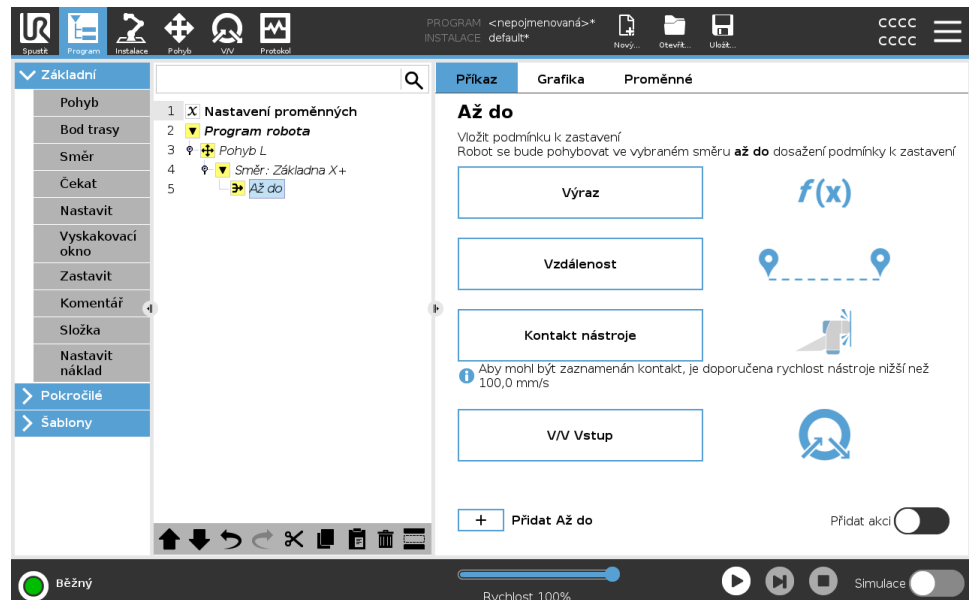 PROGRAM <nepojmenovaná>*
INSTALACE default*
Spustit
Program
Instalace
Pohyb
V/V
Protokol
Nový...
Otevřít...
Uložit...
CCCC
CCCC
Základní
Pohyb
Bod trasy
Směr
Čekat
Nastavit
Vyskakovací
okno
Zastavit
Komentář
Složka
Nastavit
náklad
Pokročilé
Šablony
1 X Nastavení proměnných
2 Program robota
3 Pohyb L
4 Směr: Základna X+
5 Až do
Příkaz
Grafika
Proměnné
Až do
Vložit podmínku k zastavení
Robot se bude pohybovat ve vybraném směru až do dosažení podmínky k zastavení
Výraz
f(x)
Vzdálenost
Kontakt nástroje
Aby mohl být zaznamenán kontakt, je doporučena rychlost nástroje nižší než
100,0 mm/s
V/V Vstup
+ Přidat Až do
Přidat akci
Běžný
Rychlost 100%
Simulace